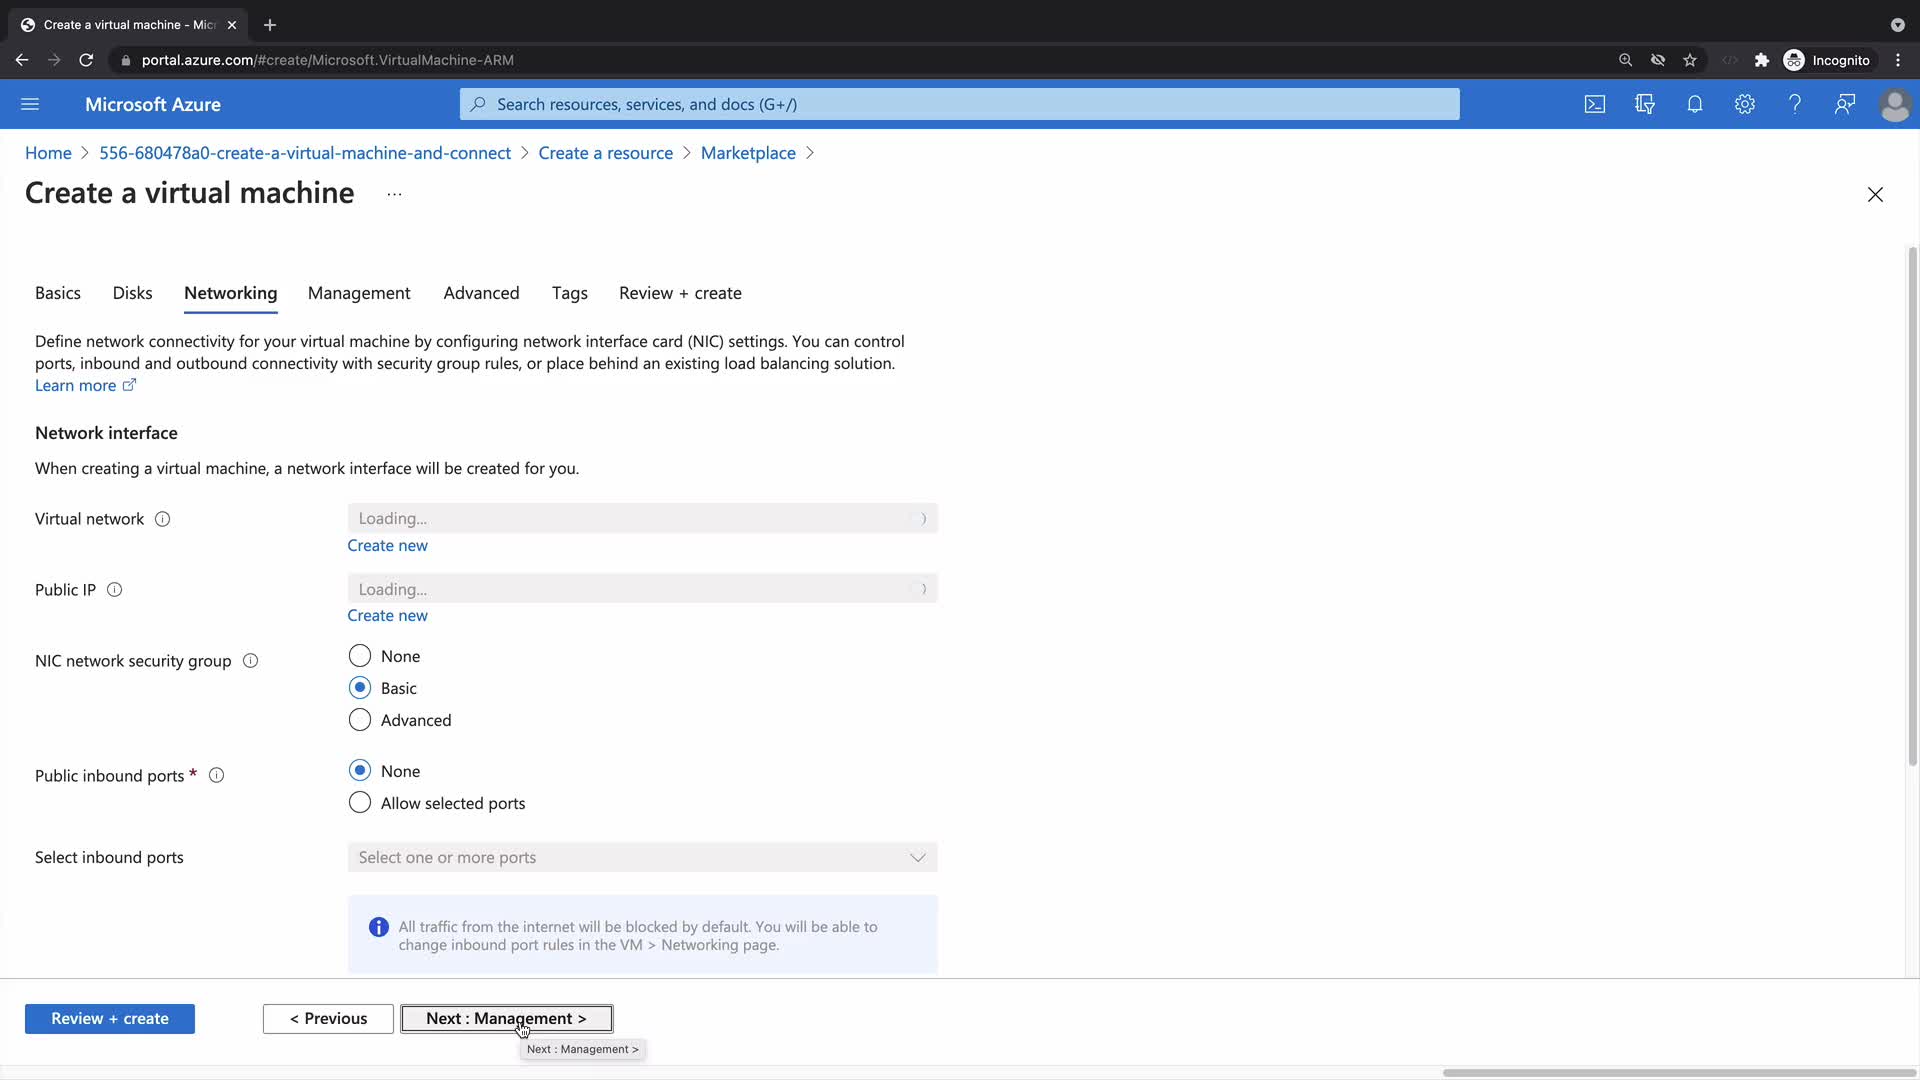 Create a virtual machine - Micr
portal.azure.com/#create/Microsoft.VirtualMachine-ARM
Incognito
Microsoft Azure
Search resources, services, and docs (G+/)
Home > 556-680478a0-create-a-virtual-machine-and-connect > Create a resource > Marketplace >
Create a virtual machine ...
Basics Disks Networking Management Advanced Tags Review + create
Define network connectivity for your virtual machine by configuring network interface card (NIC) settings. You can control
ports, inbound and outbound connectivity with security group rules, or place behind an existing load balancing solution.
Learn more
Network interface
When creating a virtual machine, a network interface will be created for you.
Virtual network
Loading...
Create new
Public IP
Loading...
Create new
NIC network security group
None
Basic
Advanced
Public inbound ports *
None
Allow selected ports
Select inbound ports
Select one or more ports
All traffic from the internet will be blocked by default. You will be able to
change inbound port rules in the VM > Networking page.
Review + create
< Previous
Next : Management >
Next : Management >